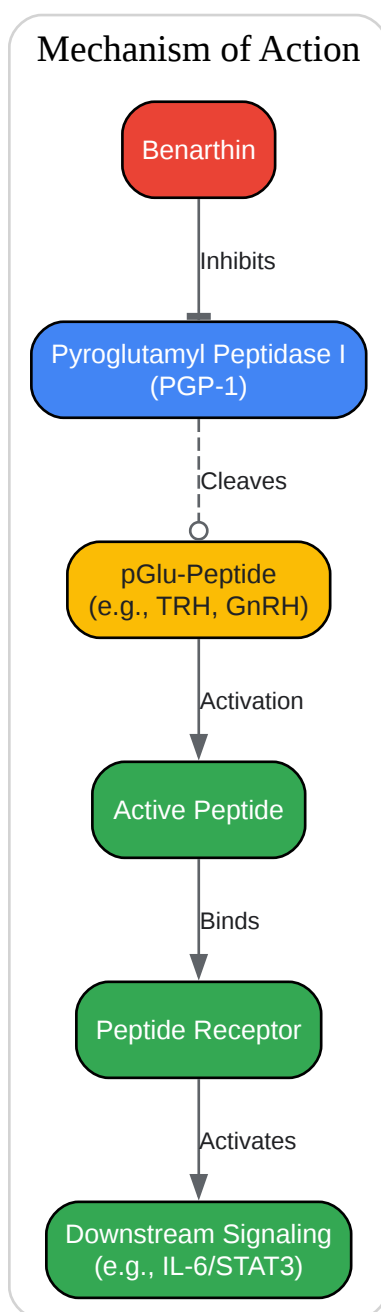 Mechanism of Action
Benarthin
Inhibits
Pyroglutamyl Peptidase I
(PGP-1)
Cleaves
pGlu-Peptide
(e.g., TRH, GnRH)
Activation
Active Peptide
Binds
Peptide Receptor
Activates
Downstream Signaling
(e.g., IL-6/STAT3)